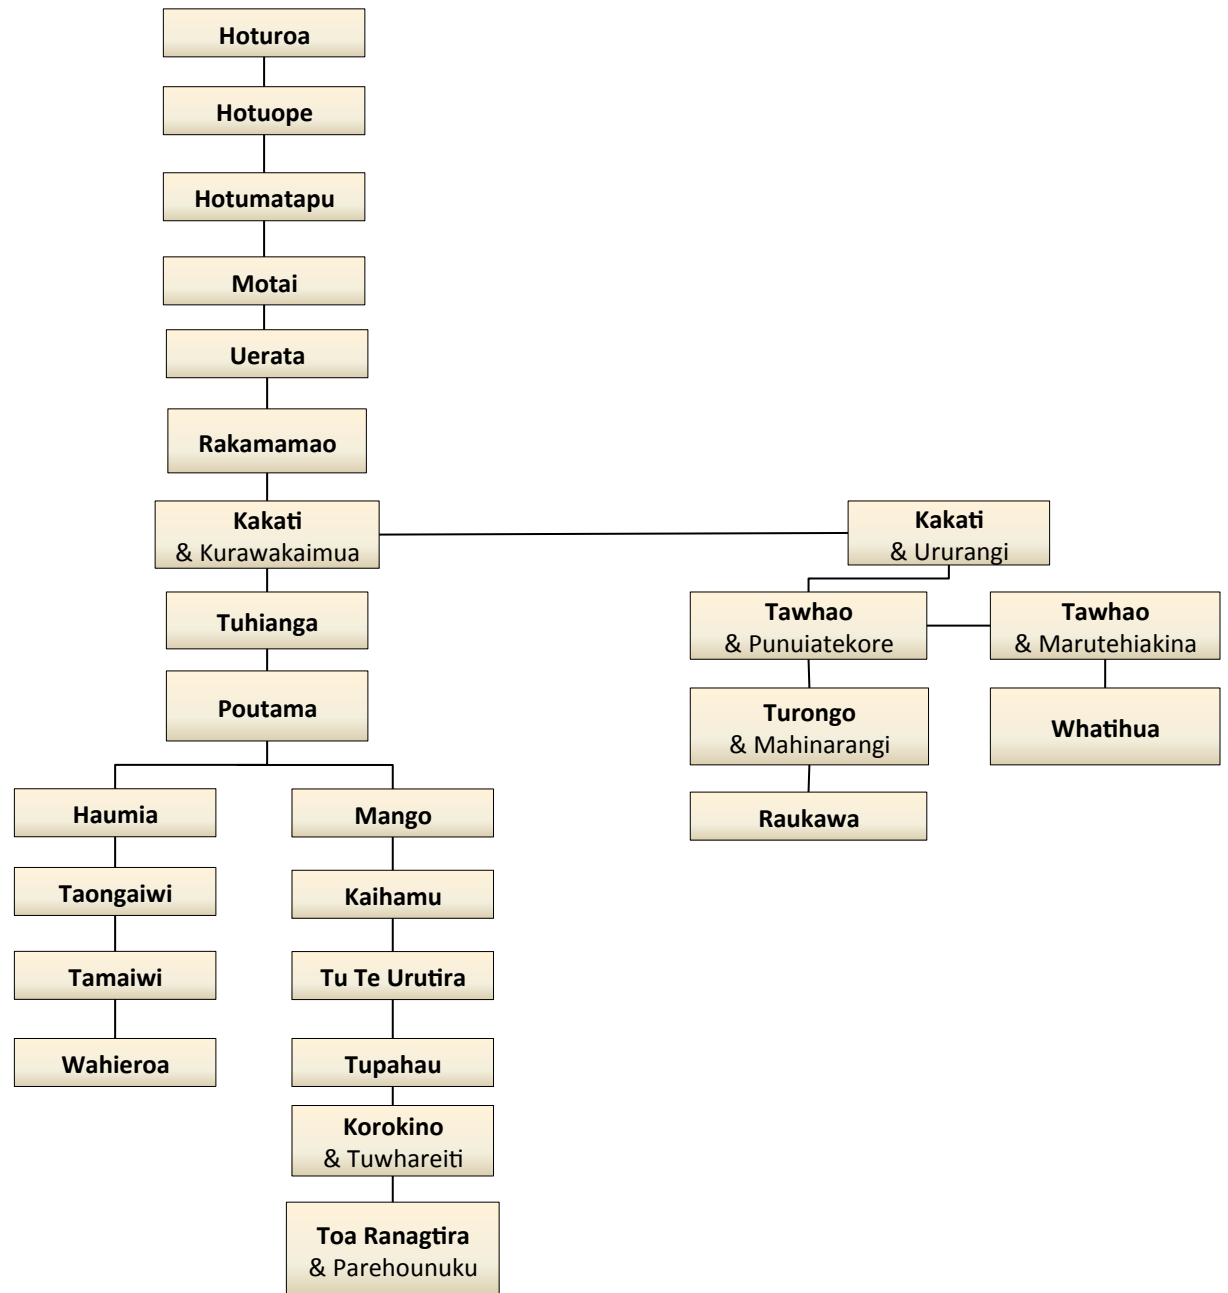 Hoturoa
Hotuope
Hotumatapu
Motai
Uerata
Rakamamao
Kakati
& Kurawakaimua
Kakati
& Ururangi
Tuhianga
Tawhao
& Punuiatekore
Tawhao
& Marutehiakina
Poutama
Turongo
& Mahinarangi
Whatihua
Haumia
Mango
Raukawa
Taongaiwi
Kaihamu
Tamaiwi
Tu Te Urutira
Wahieroa
Tupahau
Korokino
& Tuwhareiti
Toa Ranagtira
& Parehounuku